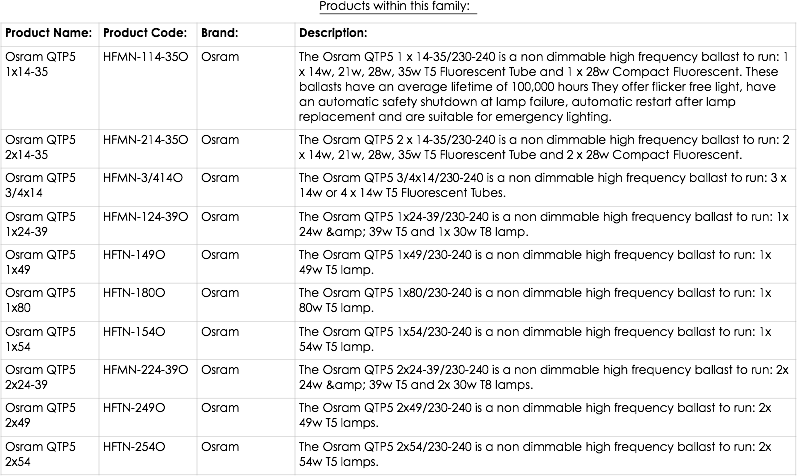 Products within this family:
Product Name: Product Code: Brand: Description:
Osram QTP5 HFMN-114-35O Osram The Osram QTP5 1 x 14-35/230-240 is a non dimmable high frequency ballast to run: 1
1x14-35 x 14w, 21w, 28w, 35w T5 Fluorescent Tube and 1 x 28w Compact Fluorescent. These
ballasts have an average lifetime of 100,000 hours They offer flicker free light, have
an automatic safety shutdown at lamp failure, automatic restart after lamp
replacement and are suitable for emergency lighting.
Osram QTP5 HFMN-214-35O Osram The Osram QTP5 2 x 14-35/230-240 is a non dimmable high frequency ballast to run: 2
2x14-35 x 14w, 21w, 28w, 35w T5 Fluorescent Tube and 2 x 28w Compact Fluorescent.
Osram QTP5 HFMN-3/414O Osram The Osram QTP5 3/4x14/230-240 is a non dimmable high frequency ballast to run: 3 x
3/4x14 14w or 4 x 14w T5 Fluorescent Tubes.
Osram QTP5 HFMN-124-39O Osram The Osram QTP5 1x24-39/230-240 is a non dimmable high frequency ballast to run: 1x
1x24-39 24w &amp; 39w T5 and 1x 30w T8 lamp.
Osram QTP5 HFTN-149O Osram The Osram QTP5 1x49/230-240 is a non dimmable high frequency ballast to run: 1x
1x49 49w T5 lamp.
Osram QTP5 HFTN-180O Osram The Osram QTP5 1x80/230-240 is a non dimmable high frequency ballast to run: 1x
1x80 80w T5 lamp.
Osram QTP5 HFTN-154O Osram The Osram QTP5 1x54/230-240 is a non dimmable high frequency ballast to run: 1x
1x54 54w T5 lamp.
Osram QTP5 HFMN-224-39O Osram The Osram QTP5 2x24-39/230-240 is a non dimmable high frequency ballast to run: 2x
2x24-39 24w &amp; 39w T5 and 2x 30w T8 lamps.
Osram QTP5 HFTN-249O Osram The Osram QTP5 2x49/230-240 is a non dimmable high frequency ballast to run: 2x
2x49 49w T5 lamps.
Osram QTP5 HFTN-254O Osram The Osram QTP5 2x54/230-240 is a non dimmable high frequency ballast to run: 2x
2x54 54w T5 lamps.